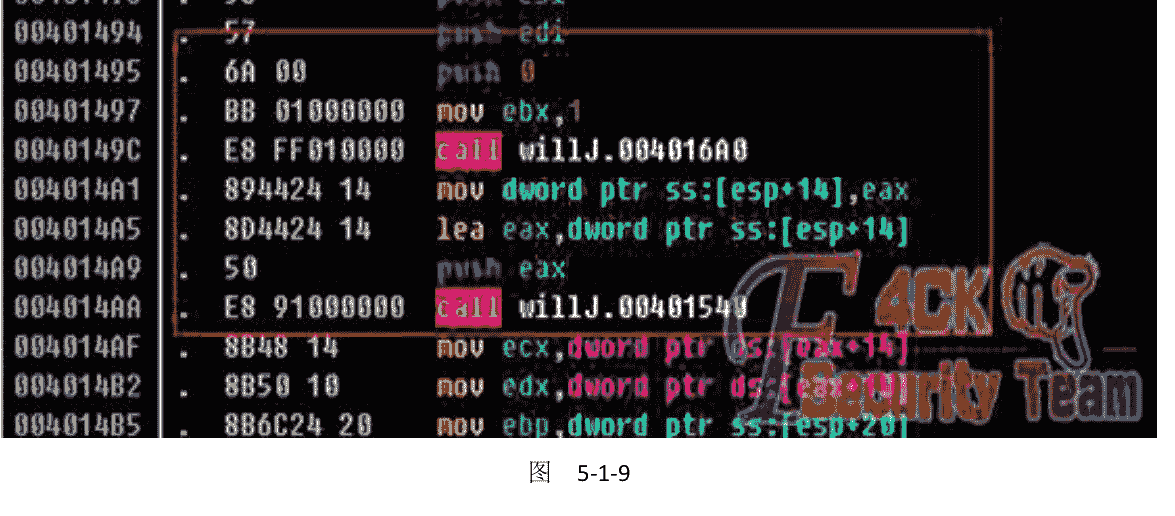 push esi
00401494 . 57 push edi
00401495 . 6A 00 push 0
00401497 . BB 01000000 mov ebx,1
0040149C . E8 FF010000 call willJ.004016A0
004014A1 . 894424 14 mov dword ptr ss:[esp+14],eax
004014A5 . 8D4424 14 lea eax,dword ptr ss:[esp+14]
004014A9 . 50 push eax
004014AA . E8 91000000 call willJ.00401540
004014AF . 8B48 14 mov ecx,dword ptr ds:[eax+14]
004014B2 . 8B50 10 mov edx,dword ptr
004014B5 . 8B6C24 20 mov ebp,dword ptr ss:[esp+20]
F4CK
Security Team
图 5-1-9